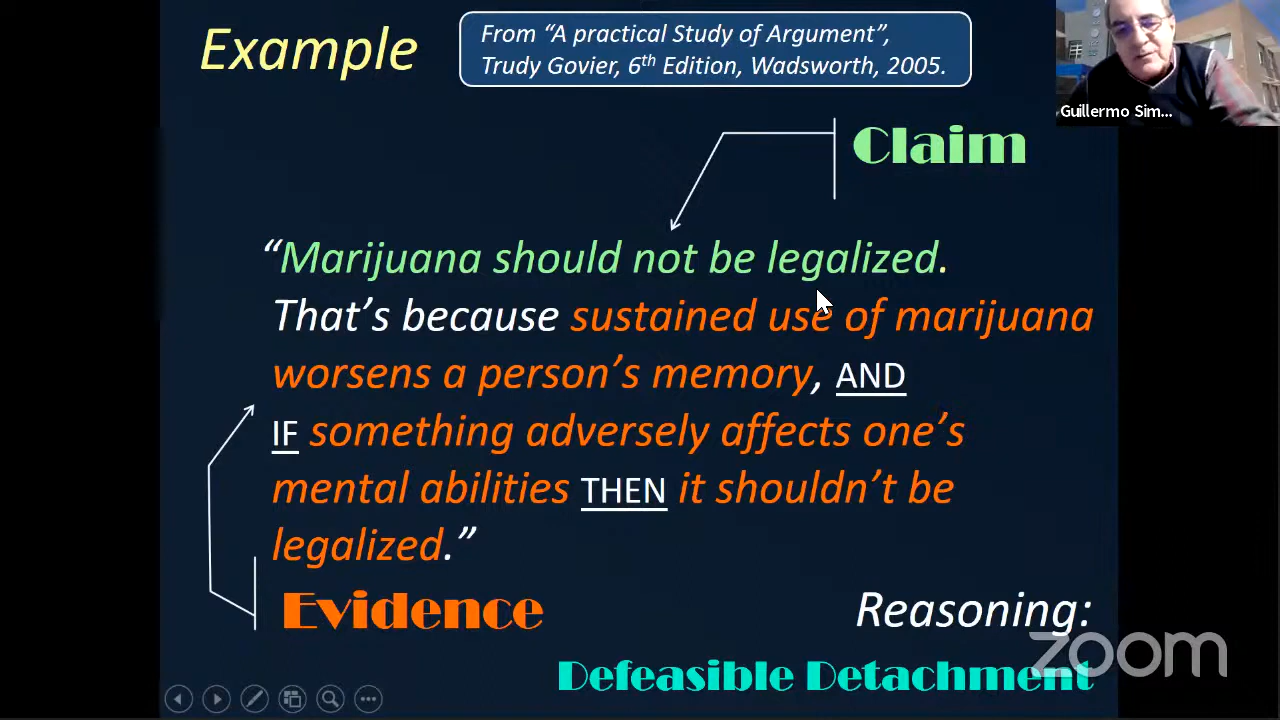 Example
From “A practical Study of Argument”,
Trudy Govier, 6th Edition, Wadsworth, 2005.
Guillermo Sim...
Claim
“Marijuana should not be legalized.
That’s because sustained use of marijuana
worsens a person’s memory, AND
IF something adversely affects one’s
mental abilities THEN it shouldn’t be
legalized.”
Evidence
Reasoning:
zoom
Defeasible Detachment